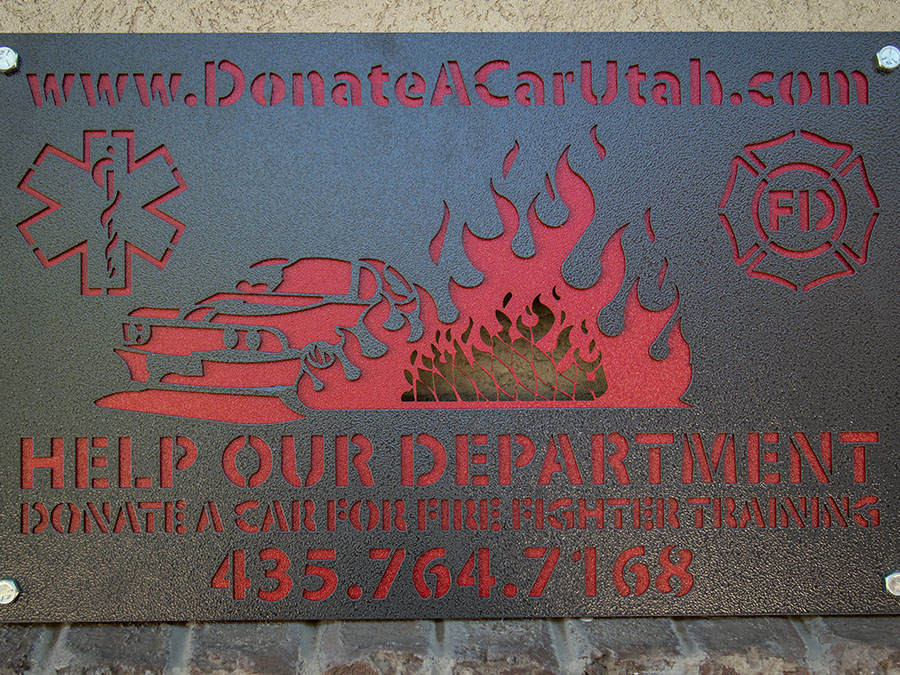 www.DonateACarUtah.com
FD
HELP OUR DEPARTMENT
DONATE A CAR FOR FIRE FIGHTER TRAINING
435.764.7168